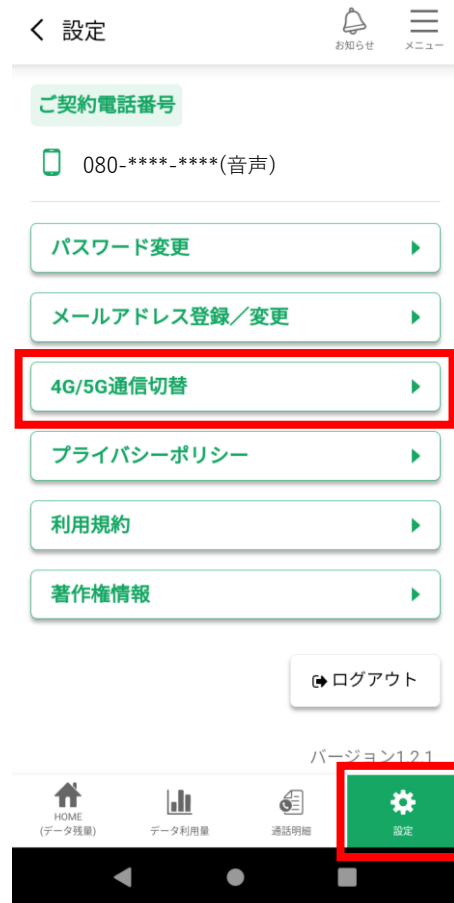 設定
お知らせ
メニュー
ご契約電話番号
080-****-****(音声)
パスワード変更
メールアドレス登録／変更
4G/5G通信切替
プライバシーポリシー
利用規約
著作権情報
ログアウト
バージョン1.2.1
HOME
(データ残量)
データ利用量
通話明細
設定